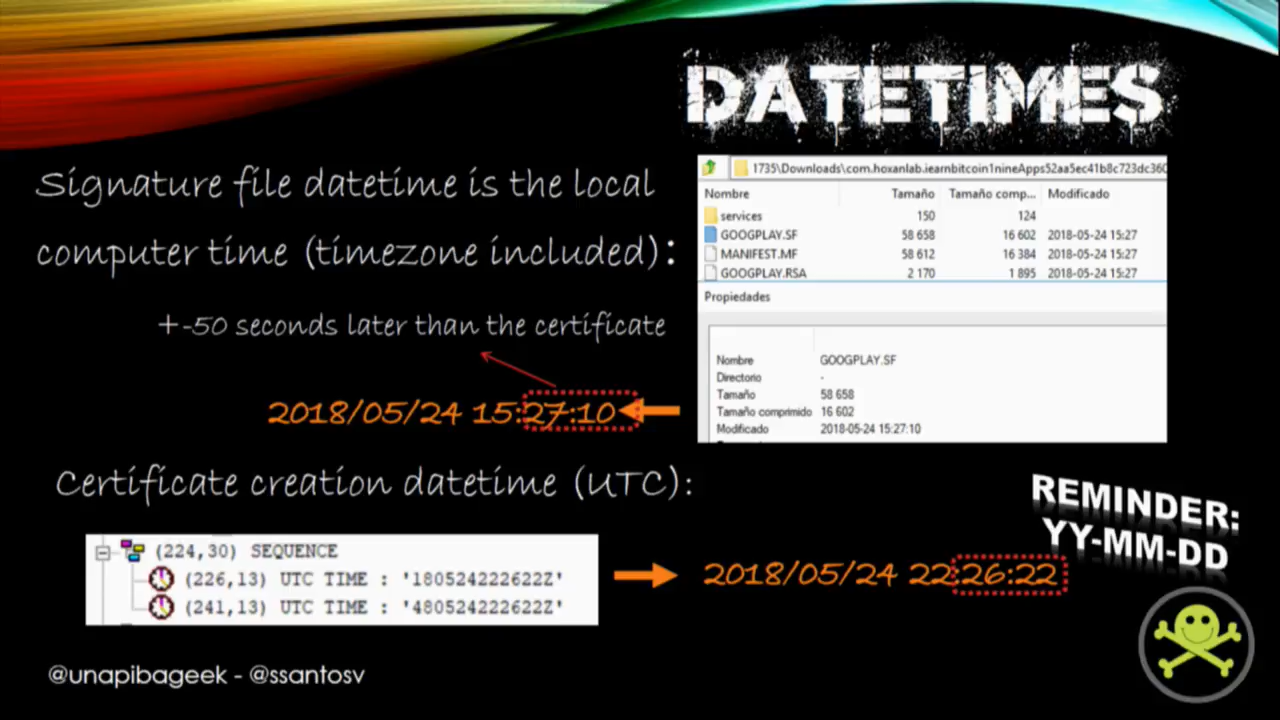 DATETIMES
Signature file datetime is the local
computer time (timezone included):
+-50 seconds later than the certificate
2018/05/24 15:27:10
1735\Downloads\com.hoxanlab.iearnbitcoin1nineApps52aa5ec41b8c723dc360
Nombre Tamaño Tamaño comp... Modificado
services 150 124
GOOGPLAY.SF 58 658 16 602 2018-05-24 15:27
MANIFEST.MF 58 612 16 384 2018-05-24 15:27
GOOGPLAY.RSA 2 170 1 895 2018-05-24 15:27
Propiedades
Nombre GOOGPLAY.SF
Directorio -
Tamaño 58 658
Tamaño comprimido 16 602
Modificado 2018-05-24 15:27:10
Certificate creation datetime (UTC):
(224,30) SEQUENCE
(226,13) UTC TIME : '180524222622Z'
(241,13) UTC TIME : '480524222622Z'
2018/05/24 22:26:22
REMINDER:
YY-MM-DD
@unapibageek - @ssantosv